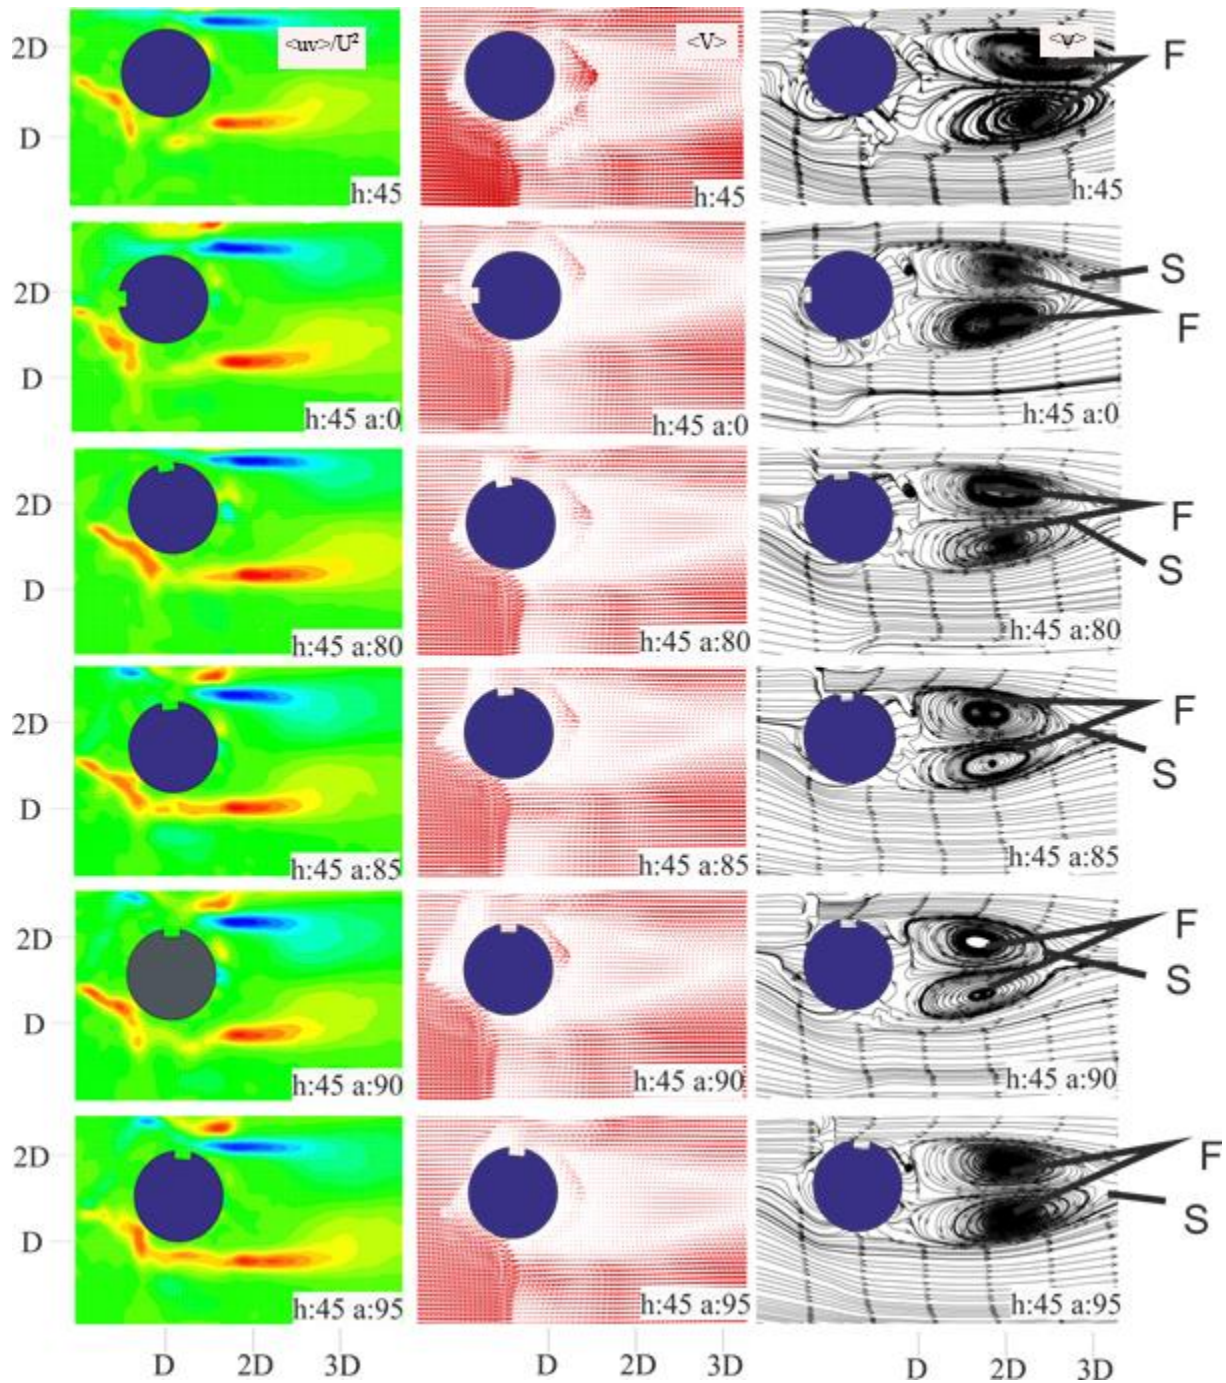 2D <uv>/U² <V> <ψ> F
D
h:45 h:45 h:45
S
2D
F
D
h:45 a:0 h:45 a:0 h:45 a:0
2D
F
S
D
h:45 a:80 h:45 a:80 h:45 a:80
2D F
S
D
h:45 a:85 h:45 a:85 h:45 a:85
2D F
S
D
h:45 a:90 h:45 a:90 h:45 a:90
2D F
S
D
h:45 a:95 h:45 a:95 h:45 a:95
D 2D 3D D 2D 3D D 2D 3D